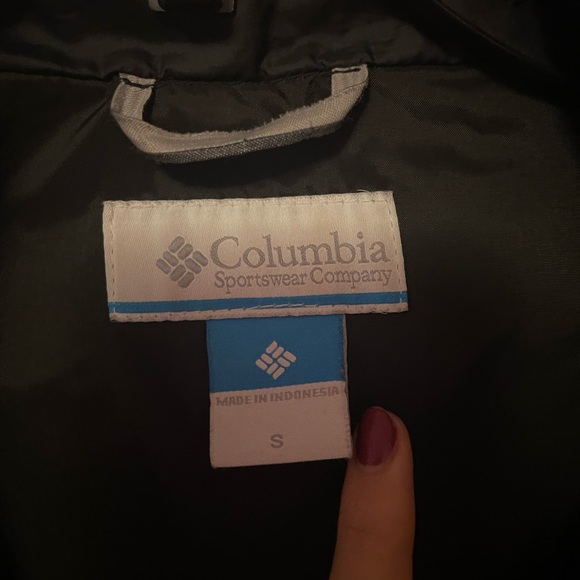 Columbia
Sportswear Company
MADE IN INDONESIA
S